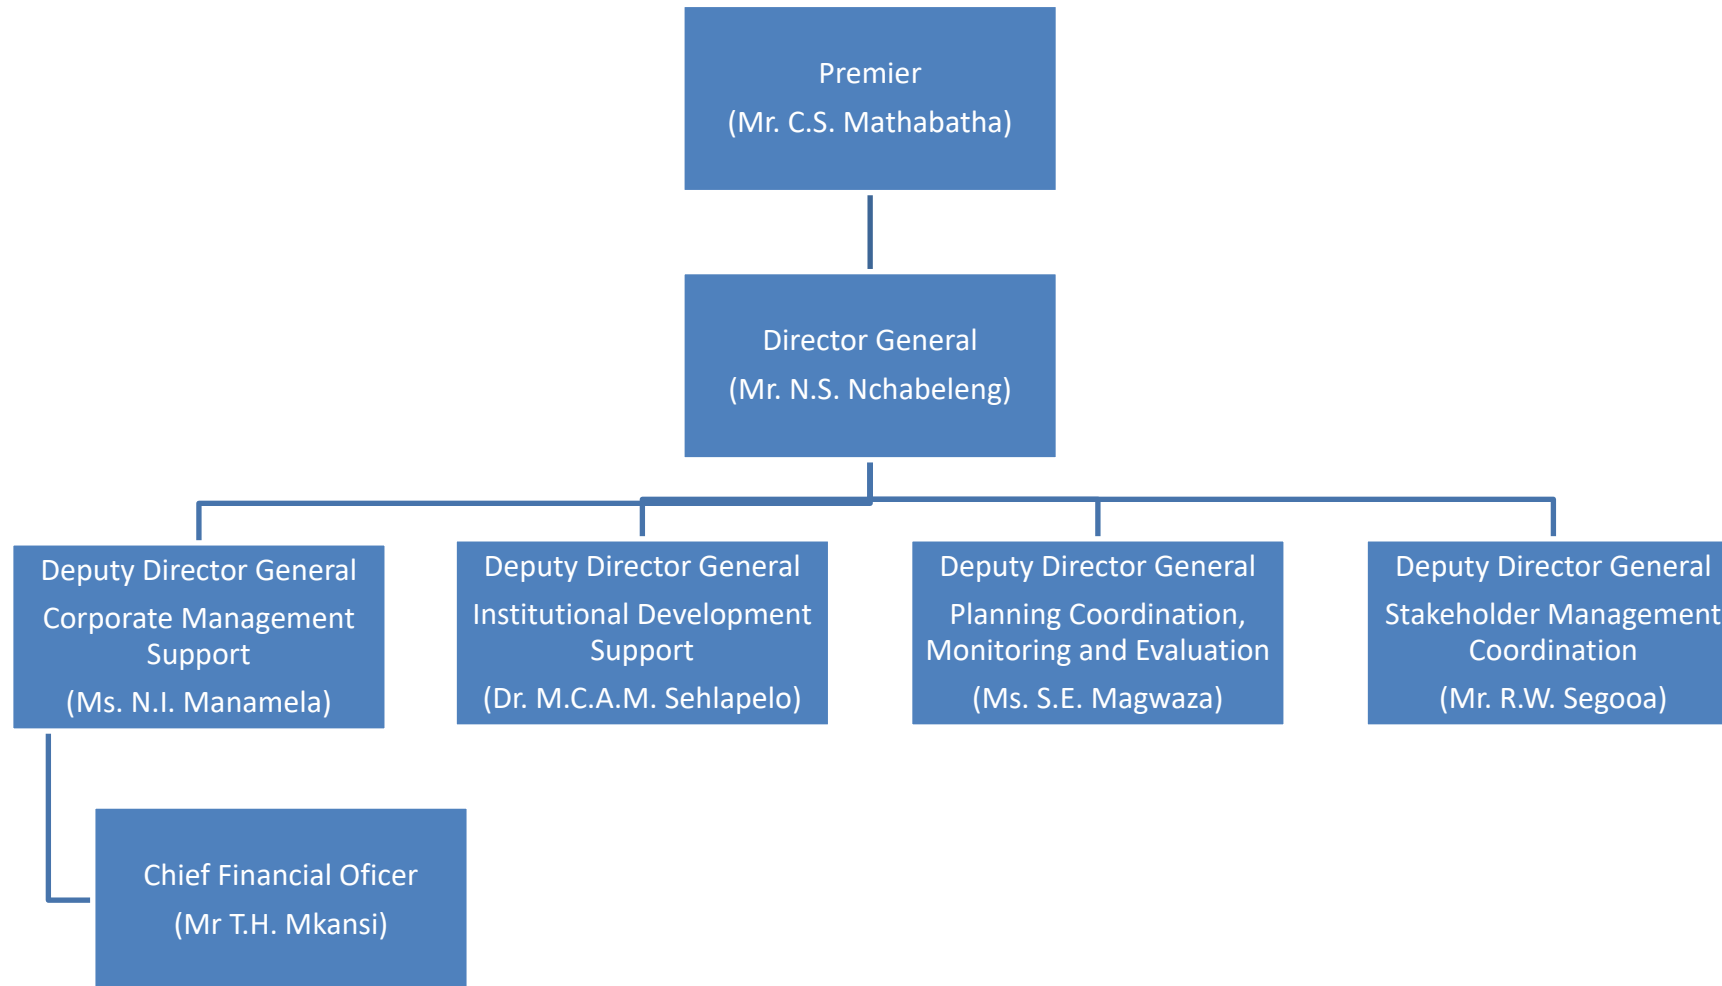 Premier
(Mr. C.S. Mathabatha)
Director General
(Mr. N.S. Nchabeleng)
Deputy Director General
Corporate Management
Support
(Ms. N.I. Manamela)
Deputy Director General
Institutional Development
Support
(Dr. M.C.A.M. Sehlapelo)
Deputy Director General
Planning Coordination,
Monitoring and Evaluation
(Ms. S.E. Magwaza)
Deputy Director General
Stakeholder Management
Coordination
(Mr. R.W. Segooa)
Chief Financial Oficer
(Mr T.H. Mkansi)